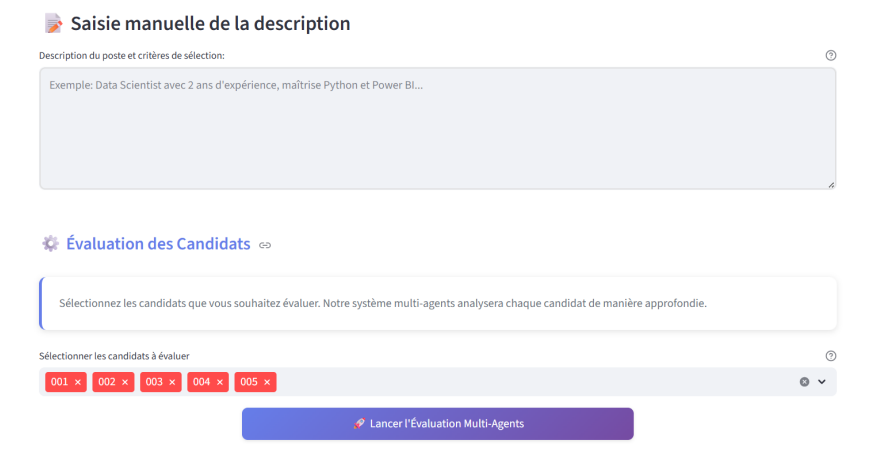 Saisie manuelle de la description
Description du poste et critères de sélection:
Exemple: Data Scientist avec 2 ans d'expérience, maîtrise Python et Power BI...
Évaluation des Candidats
Sélectionnez les candidats que vous souhaitez évaluer. Notre système multi-agents analysera chaque candidat de manière approfondie.
Sélectionner les candidats à évaluer
001 × 002 × 003 × 004 × 005 ×
Lancer l'Évaluation Multi-Agents